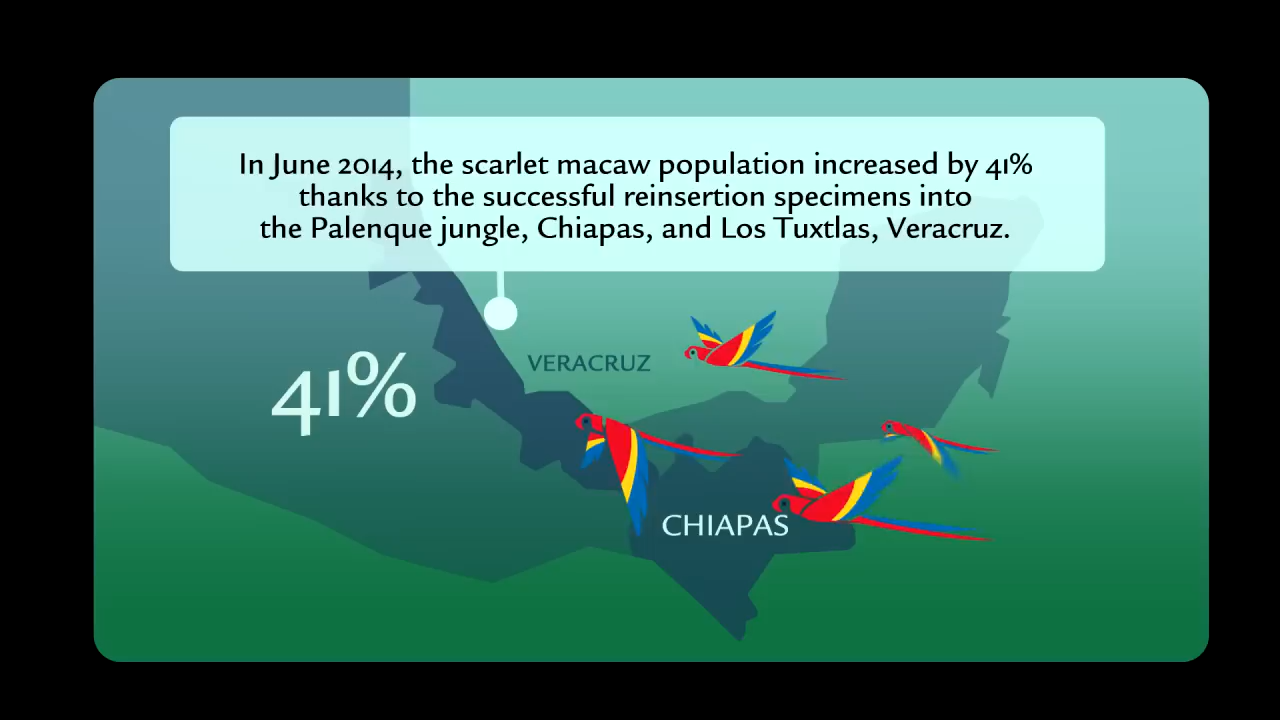 In June 2014, the scarlet macaw population increased by 41%
thanks to the successful reinsertion specimens into
the Palenque jungle, Chiapas, and Los Tuxtlas, Veracruz.
VERACRUZ
41%
CHIAPAS